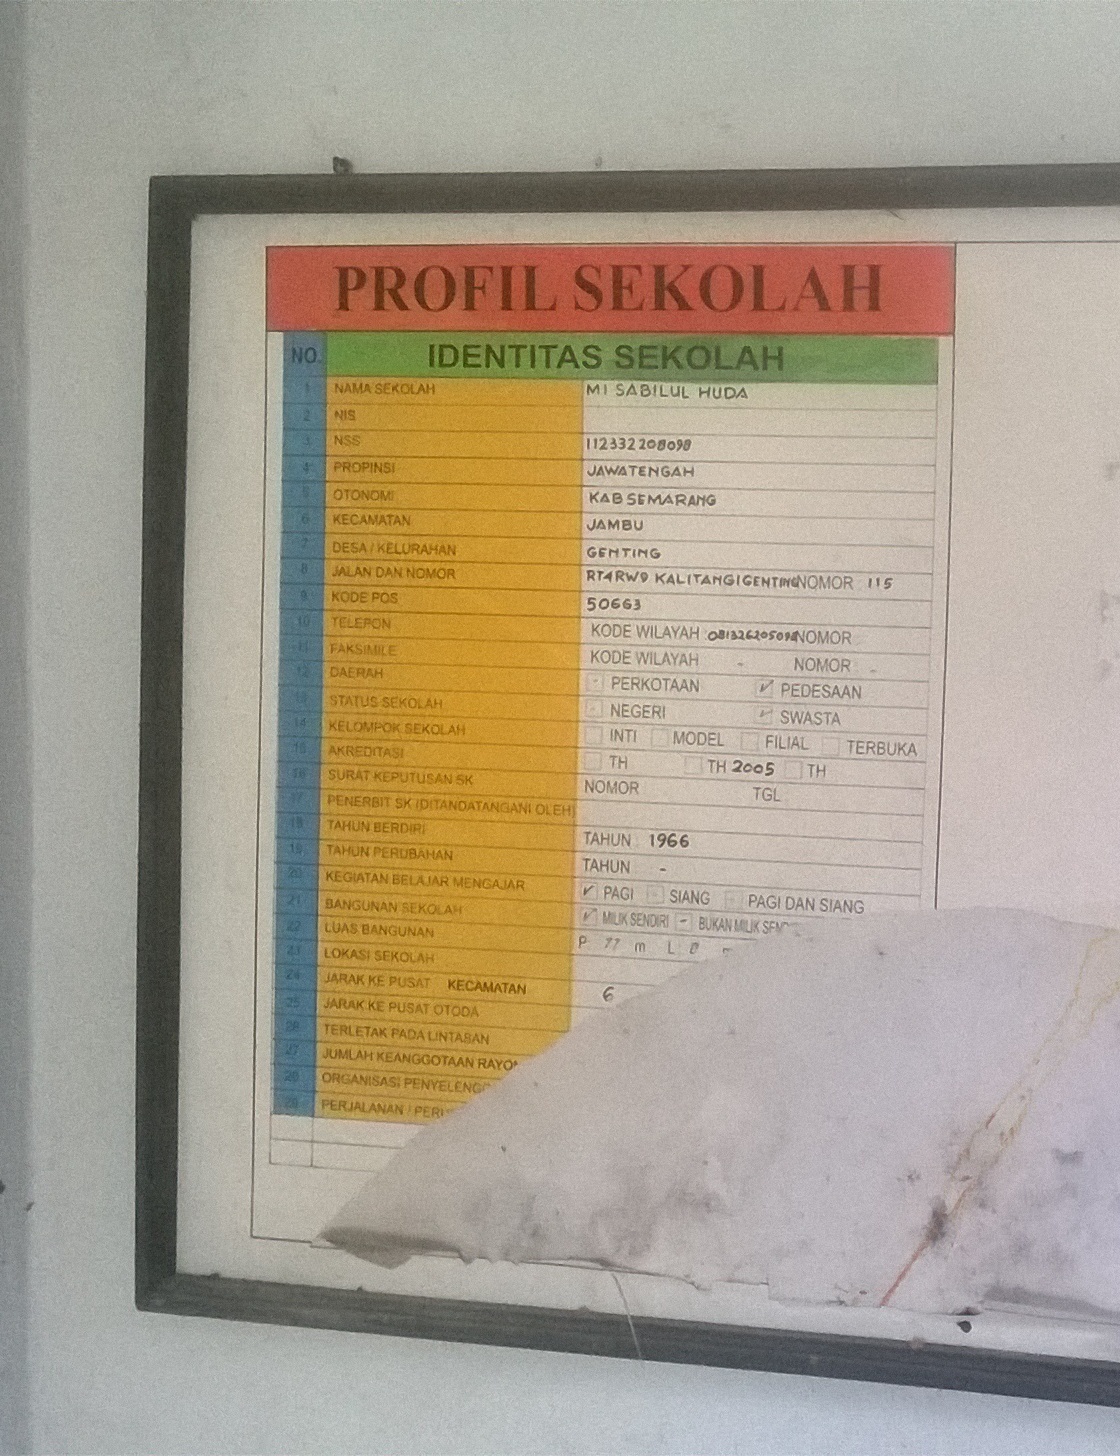 PROFIL SEKOLAH
NO. IDENTITAS SEKOLAH
1 NAMA SEKOLAH MI SABILUL HUDA
2 NIS
3 NSS 112332208098
4 PROPINSI JAWATENGAH
5 OTONOMI KAB SEMARANG
6 KECAMATAN JAMBU
7 DESA / KELURAHAN GENTING
8 JALAN DAN NOMOR RT4RW9 KALITANGIGENTING NOMOR 115
9 KODE POS 50663
10 TELEPON KODE WILAYAH : NOMOR
11 FAKSIMILE KODE WILAYAH - NOMOR -
12 DAERAH - PERKOTAAN ✓ PEDESAAN
13 STATUS SEKOLAH - NEGERI ✓ SWASTA
14 KELOMPOK SEKOLAH INTI MODEL FILIAL TERBUKA
15 AKREDITASI TH TH 2005 TH
16 SURAT KEPUTUSAN SK NOMOR TGL
17 PENERBIT SK (DITANDATANGANI OLEH)
18 TAHUN BERDIRI TAHUN 1966
19 TAHUN PERUBAHAN TAHUN -
20 KEGIATAN BELAJAR MENGAJAR ✓ PAGI - SIANG - PAGI DAN SIANG
21 BANGUNAN SEKOLAH ✓ MILIK SENDIRI - BUKAN MILIK
22 LUAS BANGUNAN P 77 m L
23 LOKASI SEKOLAH
24 JARAK KE PUSAT KECAMATAN 6
25 JARAK KE PUSAT OTODA
26 TERLETAK PADA LINTASAN
27 JUMLAH KEANGGOTAAN
28 ORGANISASI
29 PERJALANAN /